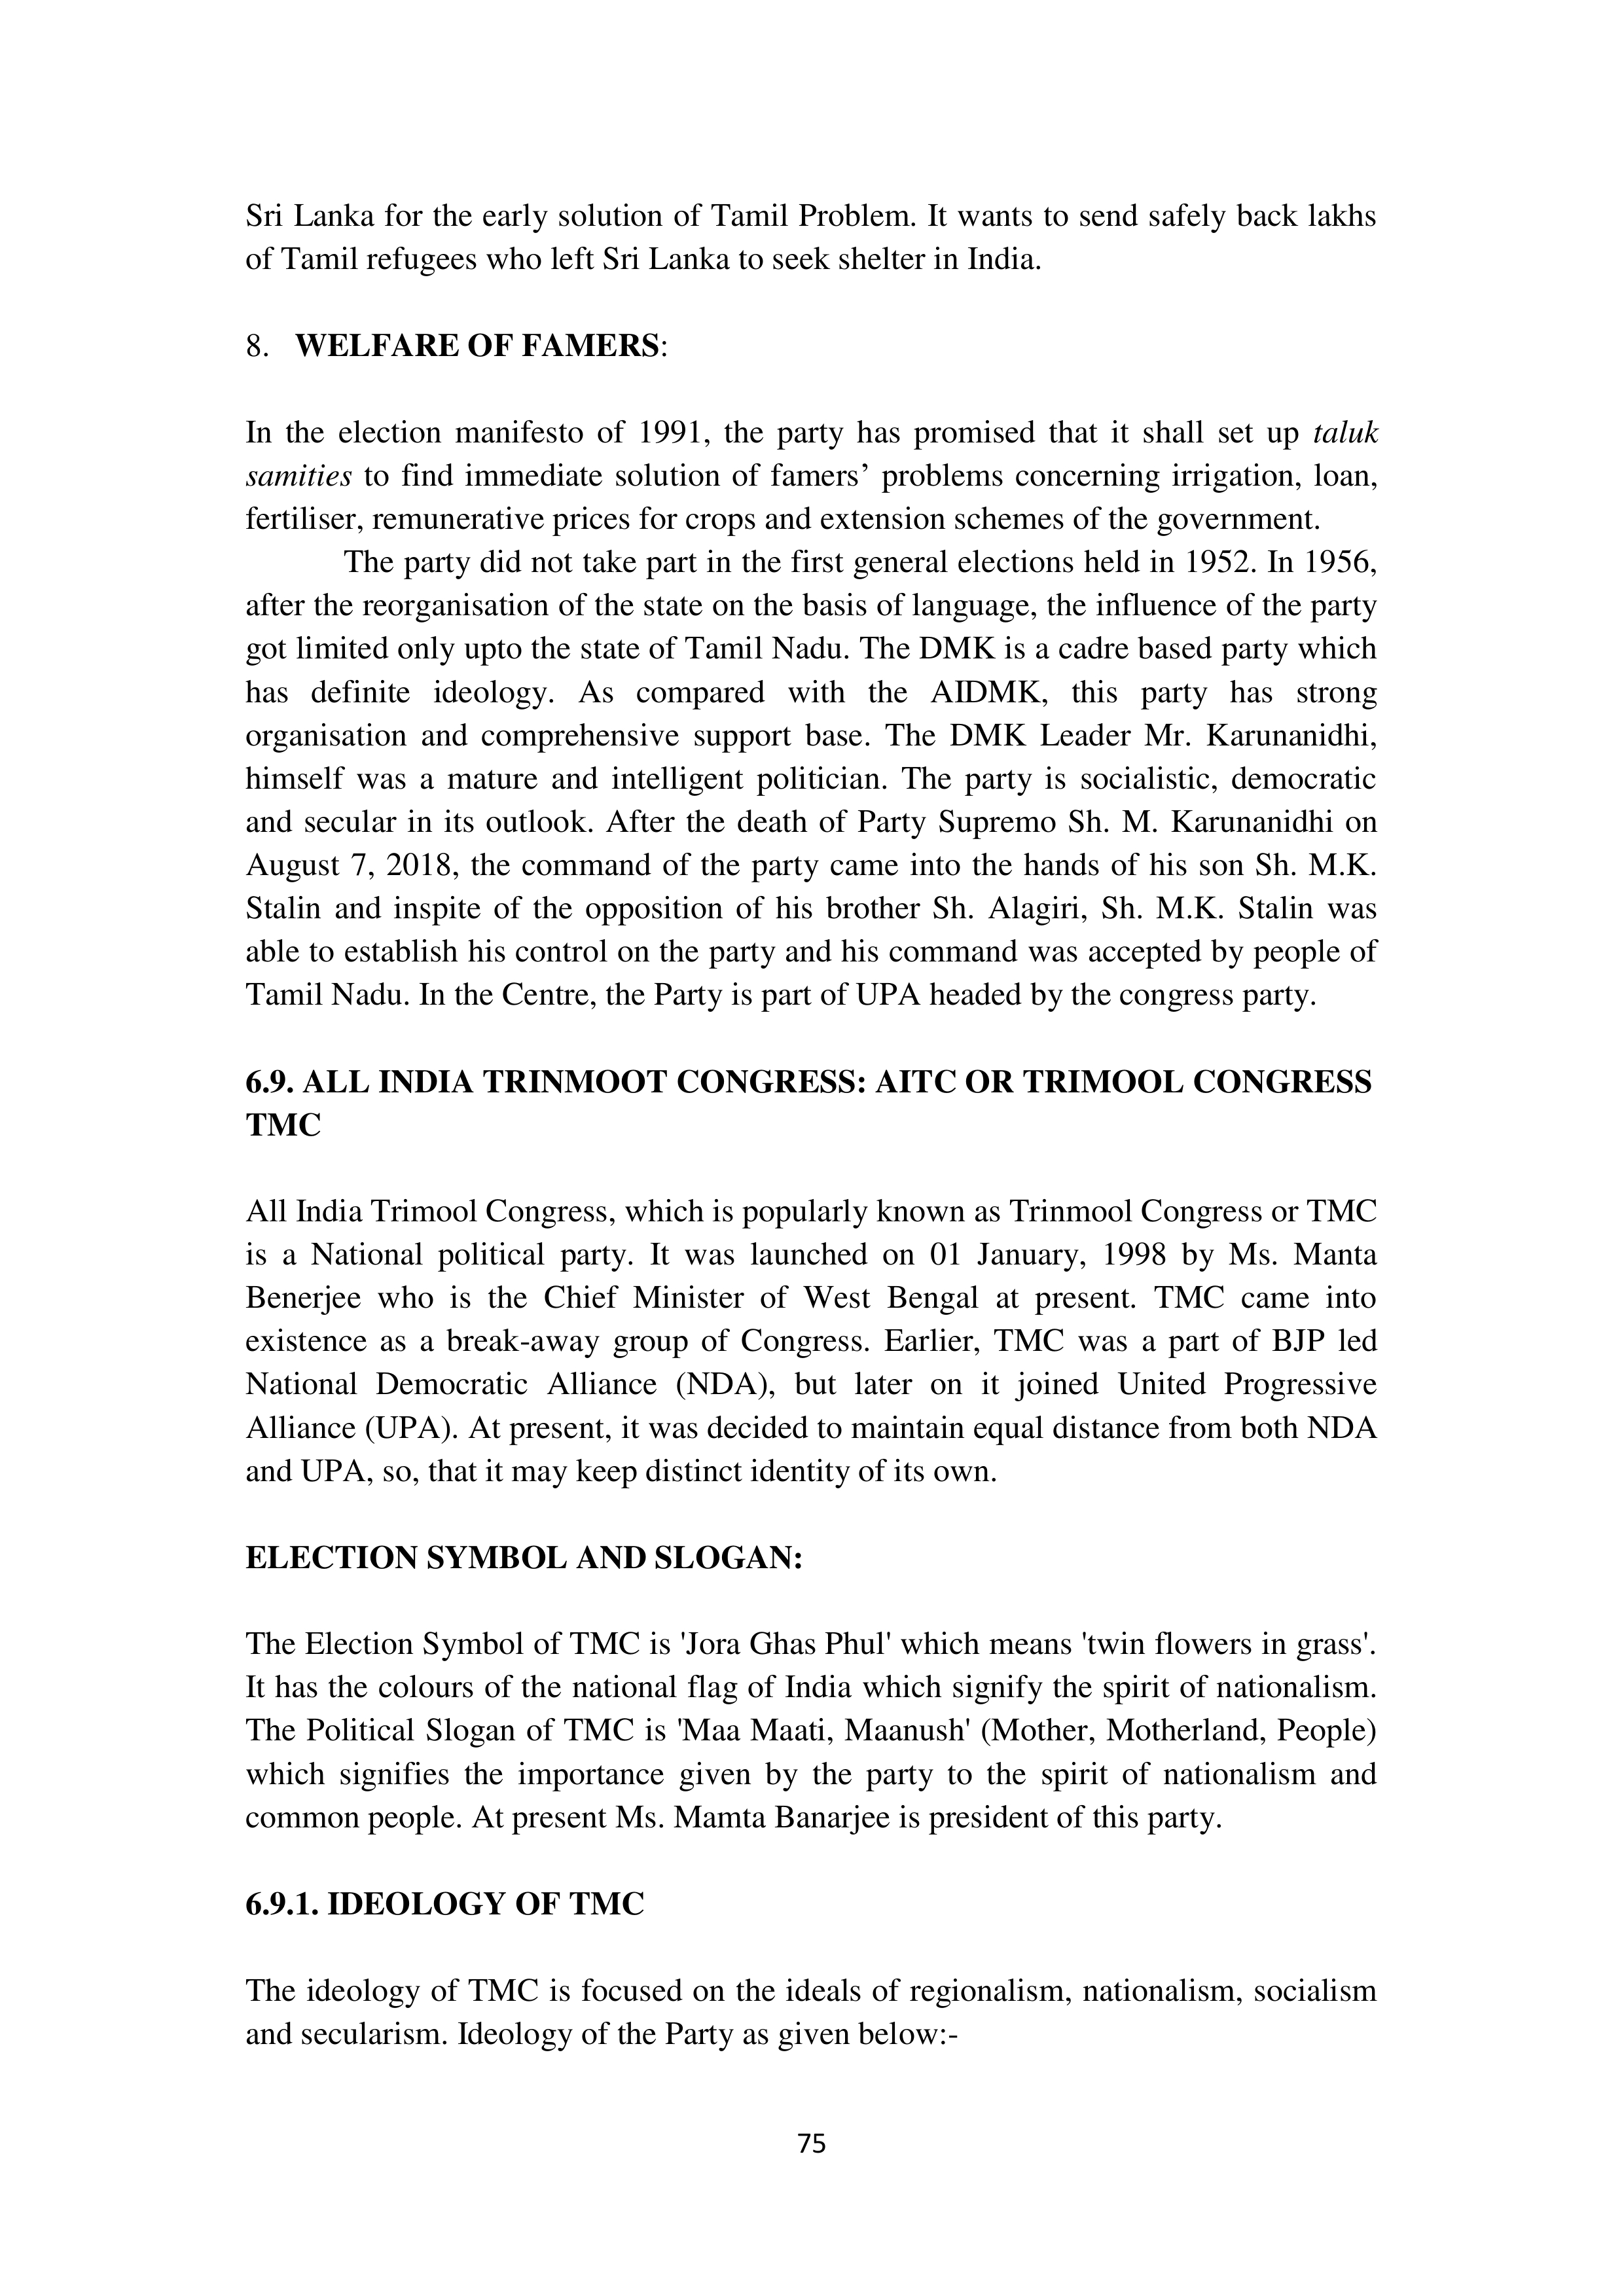 Sri Lanka for the early solution of Tamil Problem. It wants to send safely back lakhs
of Tamil refugees who left Sri Lanka to seek shelter in India.
8. WELFARE OF FAMERS:
In the election manifesto of 1991, the party has promised that it shall set up taluk
samities to find immediate solution of famers’ problems concerning irrigation, loan,
fertiliser, remunerative prices for crops and extension schemes of the government.
The party did not take part in the first general elections held in 1952. In 1956,
after the reorganisation of the state on the basis of language, the influence of the party
got limited only upto the state of Tamil Nadu. The DMK is a cadre based party which
has definite ideology. As compared with the AIDMK, this party has strong
organisation and comprehensive support base. The DMK Leader Mr. Karunanidhi,
himself was a mature and intelligent politician. The party is socialistic, democratic
and secular in its outlook. After the death of Party Supremo Sh. M. Karunanidhi on
August 7, 2018, the command of the party came into the hands of his son Sh. M.K.
Stalin and inspite of the opposition of his brother Sh. Alagiri, Sh. M.K. Stalin was
able to establish his control on the party and his command was accepted by people of
Tamil Nadu. In the Centre, the Party is part of UPA headed by the congress party.
6.9. ALL INDIA TRINMOOT CONGRESS: AITC OR TRIMOOL CONGRESS
TMC
All India Trimool Congress, which is popularly known as Trinmool Congress or TMC
is a National political party. It was launched on 01 January, 1998 by Ms. Manta
Benerjee who is the Chief Minister of West Bengal at present. TMC came into
existence as a break-away group of Congress. Earlier, TMC was a part of BJP led
National Democratic Alliance (NDA), but later on it joined United Progressive
Alliance (UPA). At present, it was decided to maintain equal distance from both NDA
and UPA, so, that it may keep distinct identity of its own.
ELECTION SYMBOL AND SLOGAN:
The Election Symbol of TMC is 'Jora Ghas Phul' which means 'twin flowers in grass'.
It has the colours of the national flag of India which signify the spirit of nationalism.
The Political Slogan of TMC is 'Maa Maati, Maanush' (Mother, Motherland, People)
which signifies the importance given by the party to the spirit of nationalism and
common people. At present Ms. Mamta Banarjee is president of this party.
6.9.1. IDEOLOGY OF TMC
The ideology of TMC is focused on the ideals of regionalism, nationalism, socialism
and secularism. Ideology of the Party as given below:-
75